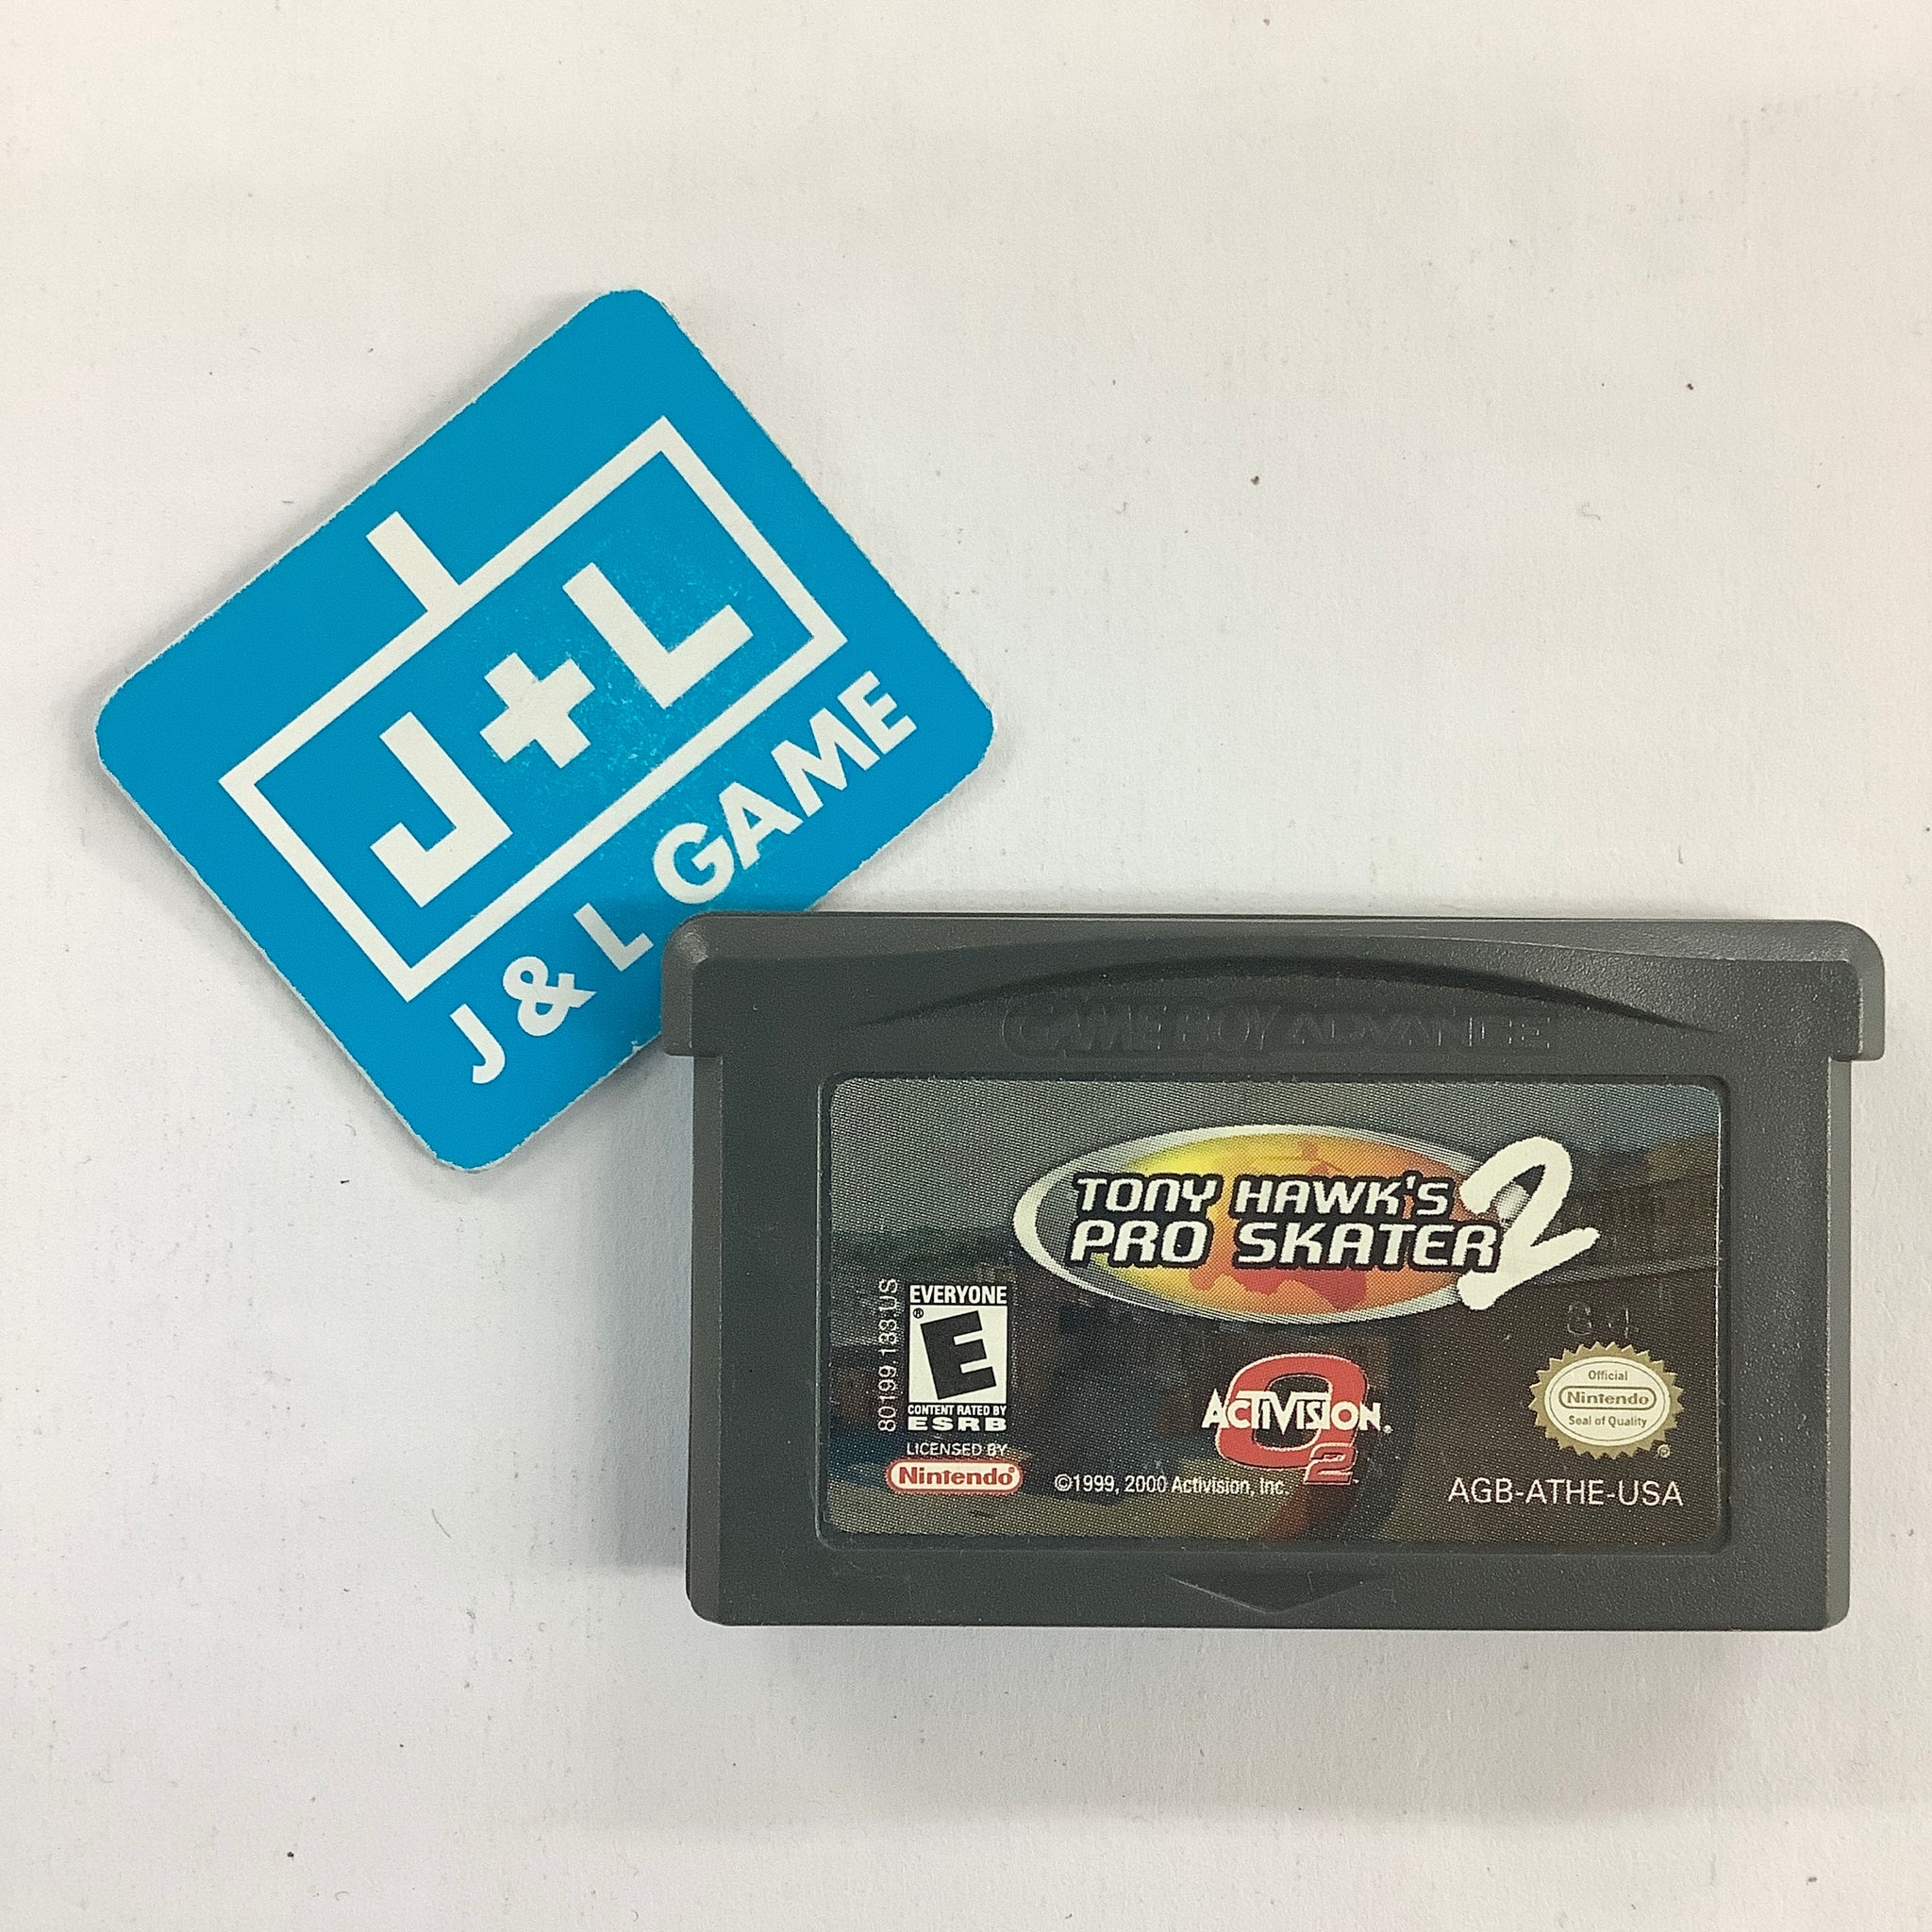 J+L
J & L GAME
GAME BOY ADVANCE
TONY HAWK'S
PRO SKATER 2
80199.133.US
EVERYONE
E
®
CONTENT RATED BY
ESRB
LICENSED BY
Nintendo®
ACTIVISION®
O2™
©1999, 2000 Activision, Inc.
Official
Nintendo
Seal of Quality
®
AGB-ATHE-USA